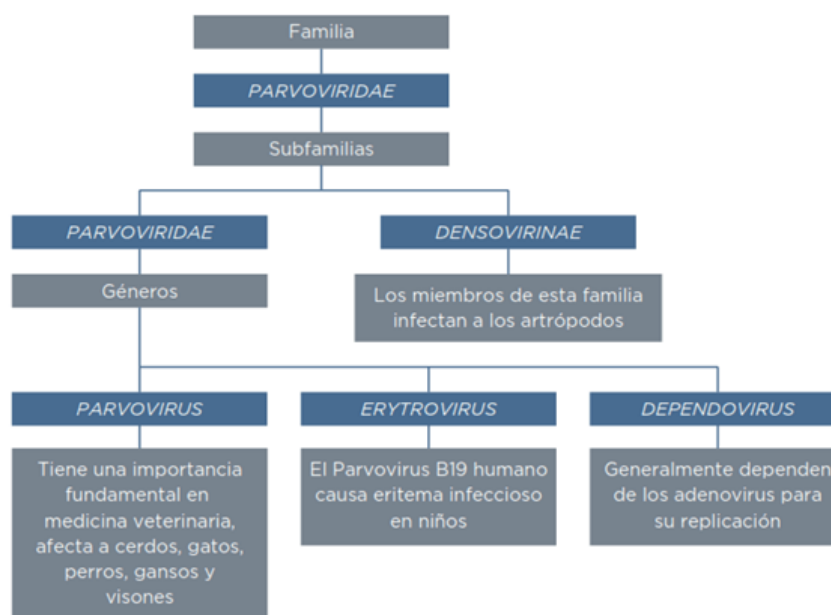 Familia
PARVOVIRIDAE
Subfamilias
PARVOVIRIDAE
DENSOVIRINAE
Géneros
Los miembros de esta familia
infectan a los artrópodos
PARVOVIRUS
ERYTROVIRUS
DEPENDOVIRUS
Tiene una importancia
fundamental en
medicina veterinaria,
afecta a cerdos, gatos,
perros, gansos y
visones
El Parvovirus B19 humano
causa eritema infeccioso
en niños
Generalmente dependen
de los adenovirus para
su replicación